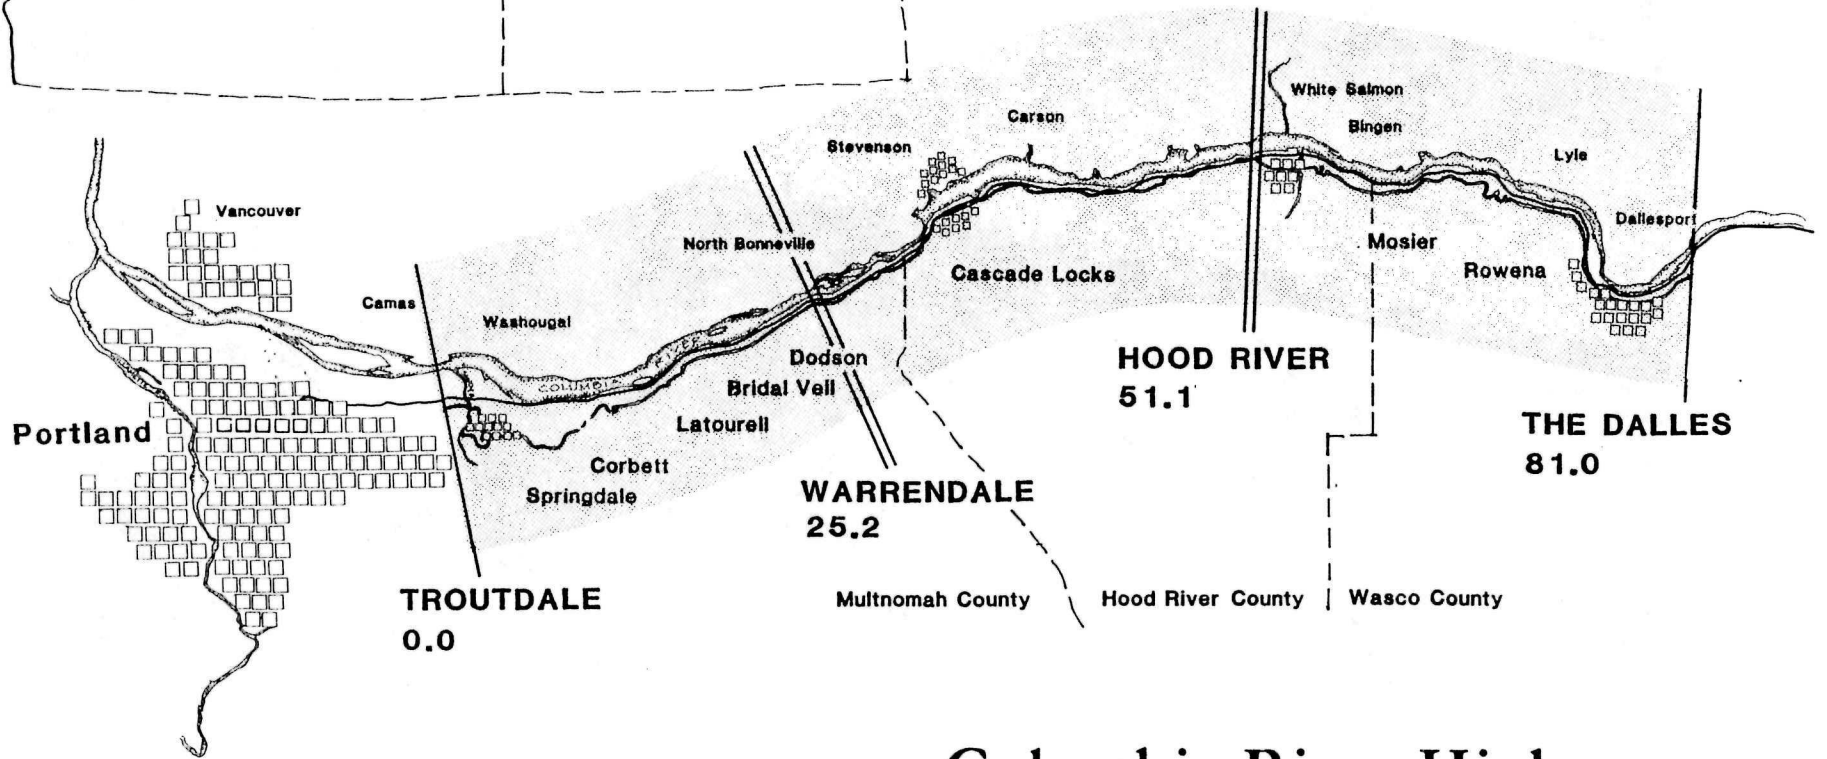 White Salmon
Carson
Bingen
Stevenson
Lyle
Vancouver
Dallesport
North Bonneville
Mosier
Rowena
Cascade Locks
Camas
Washougal
COLUMBIA
RIVER
Dodson
HOOD RIVER
51.1
Bridal Veil
Latourell
THE DALLES
81.0
Portland
Corbett
Springdale
WARRENDALE
25.2
TROUTDALE
0.0
Multnomah County
Hood River County
Wasco County